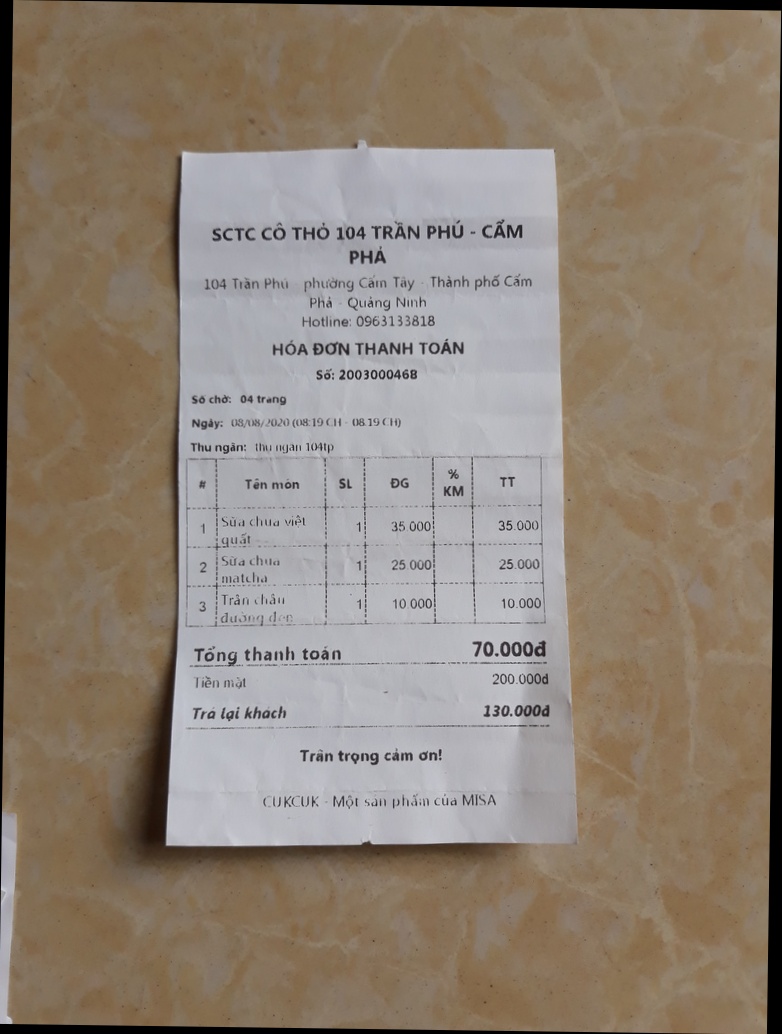 SCTC CÔ THỎ 104 TRẦN PHÚ - CẨM
PHẢ
104 Trần Phú - phường Cẩm Tây - Thành phố Cẩm
Phả - Quảng Ninh
Hotline: 0963133818
HÓA ĐƠN THANH TOÁN
Số: 2003000468
Số chờ: 04 trang
Ngày: 08/08/2020 (08:19 CH - 08:19 CH)
Thu ngân: thu ngân 104tp
# Tên món SL ĐG % KM TT
1 Sữa chua việt 1 35.000 35.000
quất
2 Sữa chua 1 25.000 25.000
matcha
3 Trân châu 1 10.000 10.000
đường đen
Tổng thanh toán 70.000đ
Tiền mặt 200.000đ
Trả lại khách 130.000đ
Trân trọng cảm ơn!
CUKCUK - Một sản phẩm của MISA